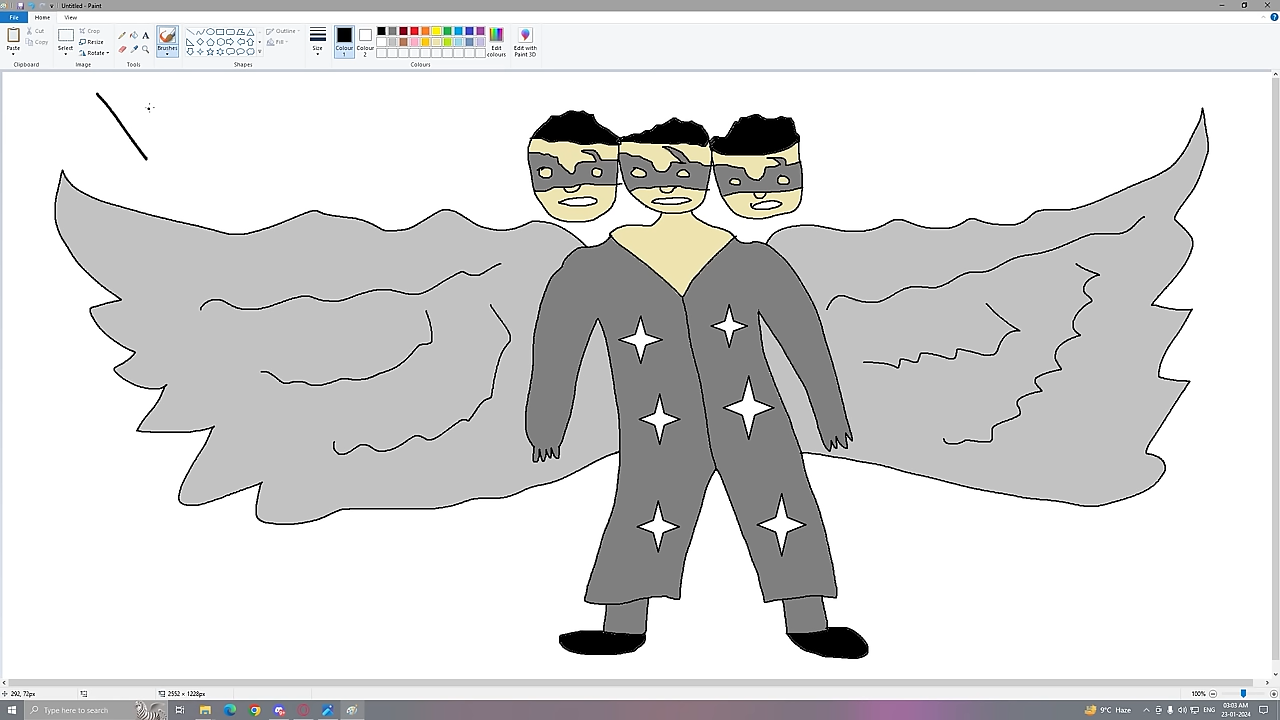 Untitled - Paint
File Home View
Paste
Cut
Copy
Clipboard
Select
Crop
Resize
Rotate
Image
Tools
Brushes
Shapes
Outline
Fill
Size
Colour 1
Colour 2
Colours
Edit colours
Edit with Paint 3D
292, 72px
2552 × 1228px
100%
Type here to search
9°C Haze
ENG
03:03 AM
23-01-2024